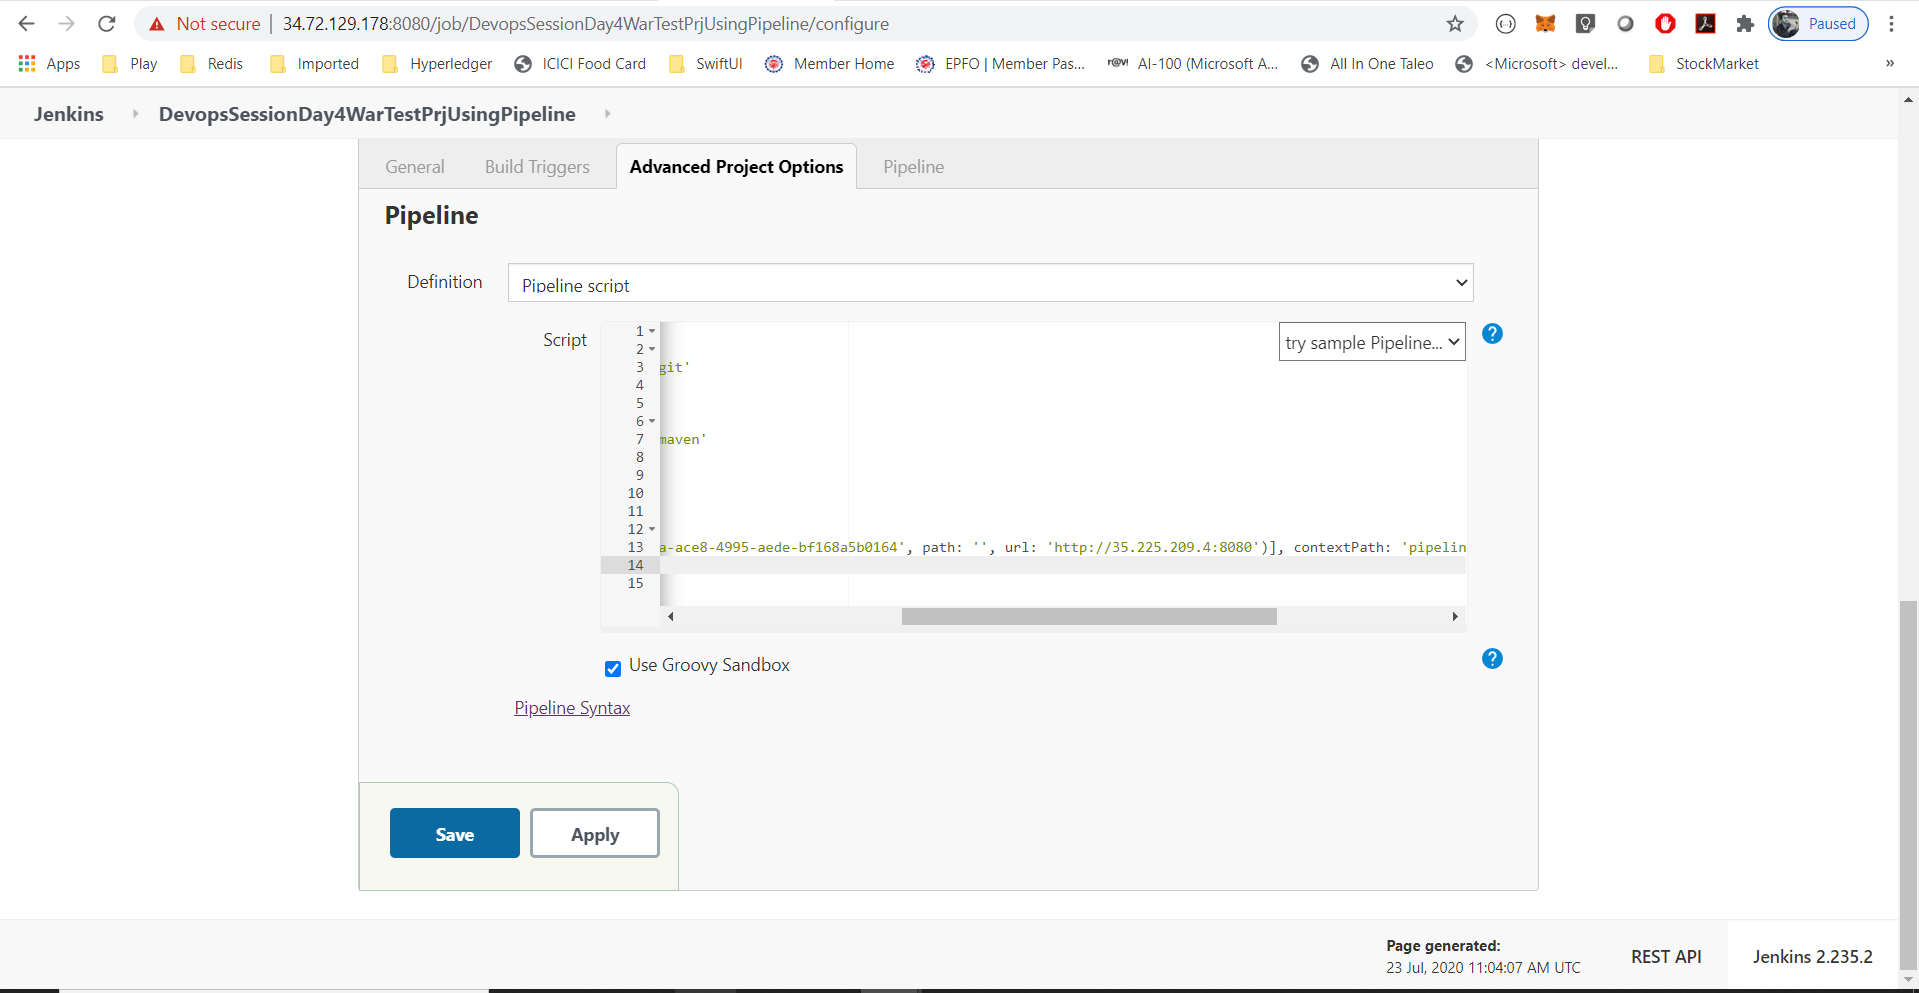 Not secure | 34.72.129.178:8080/job/DevopsSessionDay4WarTestPrjUsingPipeline/configure Paused
Apps Play Redis Imported Hyperledger ICICI Food Card SwiftUI Member Home EPFO | Member Pas... AI-100 (Microsoft A... All In One Taleo <Microsoft> devel... StockMarket »
Jenkins DevopsSessionDay4WarTestPrjUsingPipeline
General Build Triggers Advanced Project Options Pipeline
Pipeline
Definition Pipeline script
Script
try sample Pipeline...
1
2
3 git'
4
5
6
7 maven'
8
9
10
11
12
13 a-ace8-4995-aede-bf168a5b0164', path: '', url: 'http://35.225.209.4:8080')], contextPath: 'pipelin
14
15
Use Groovy Sandbox
Pipeline Syntax
Save Apply
Page generated:
23 Jul, 2020 11:04:07 AM UTC
REST API Jenkins 2.235.2